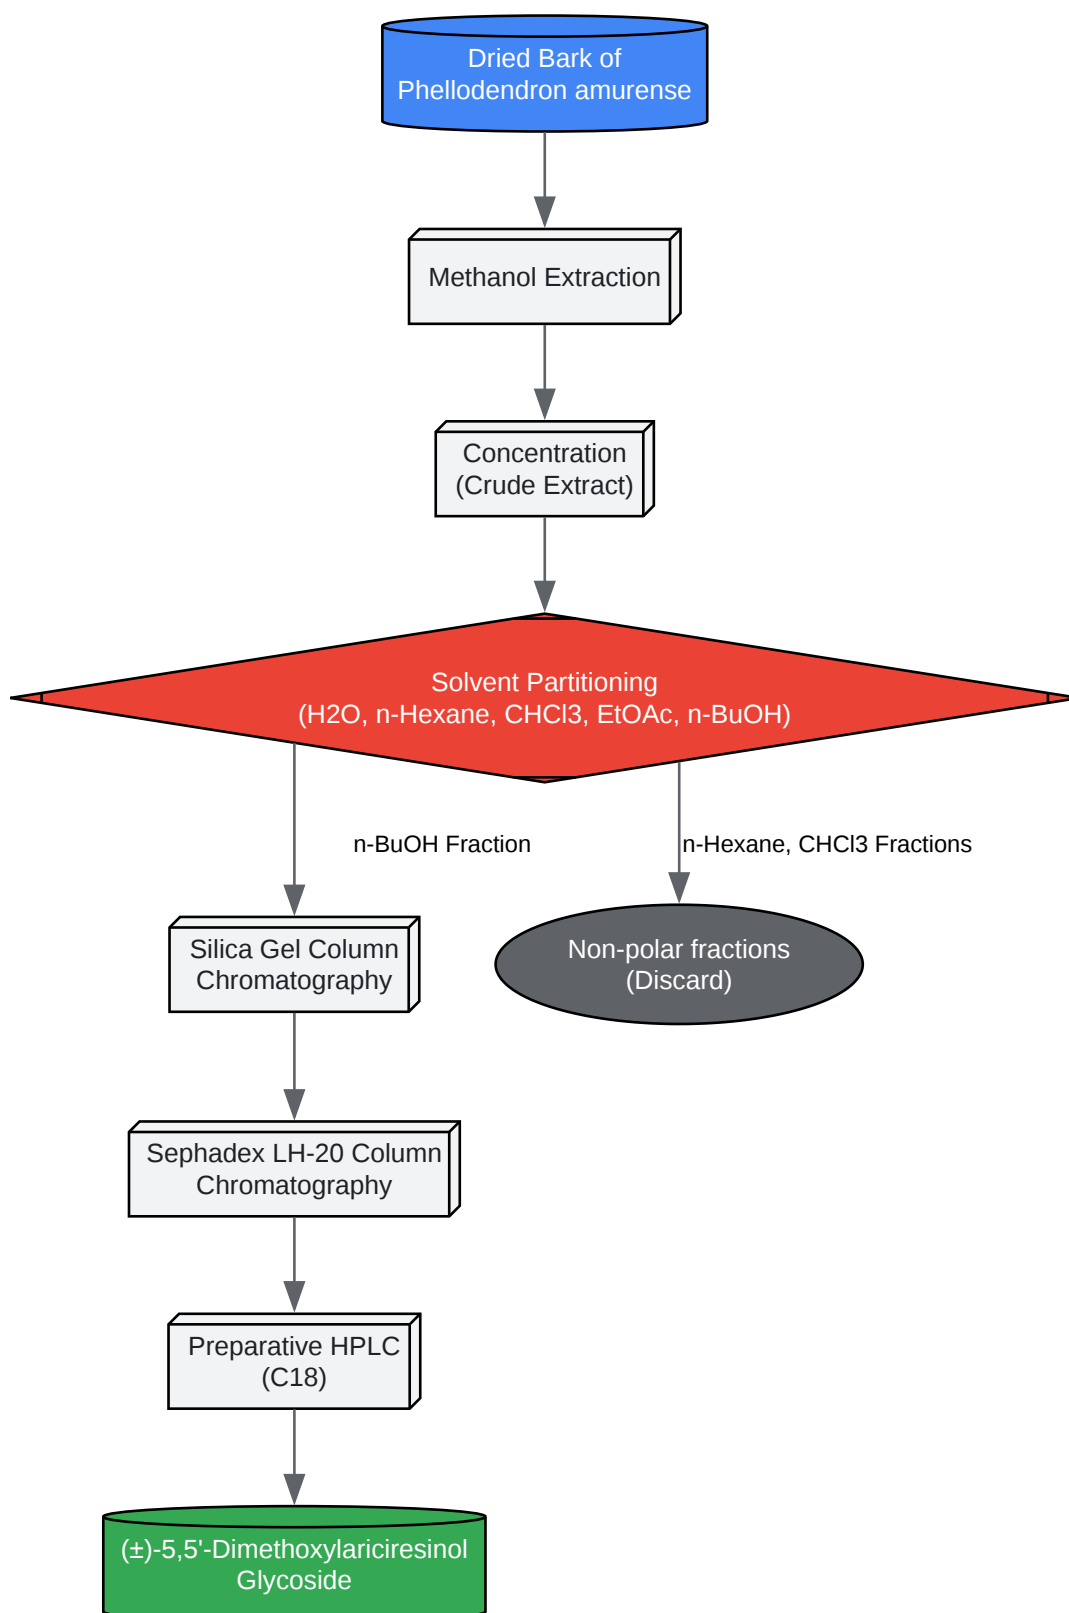 Dried Bark of
Phellodendron amurense
Methanol Extraction
Concentration
(Crude Extract)
Solvent Partitioning
(H2O, n-Hexane, CHCl3, EtOAc, n-BuOH)
n-BuOH Fraction
n-Hexane, CHCl3 Fractions
Silica Gel Column
Chromatography
Non-polar fractions
(Discard)
Sephadex LH-20 Column
Chromatography
Preparative HPLC
(C18)
(±)-5,5'-Dimethoxylariciresinol
Glycoside